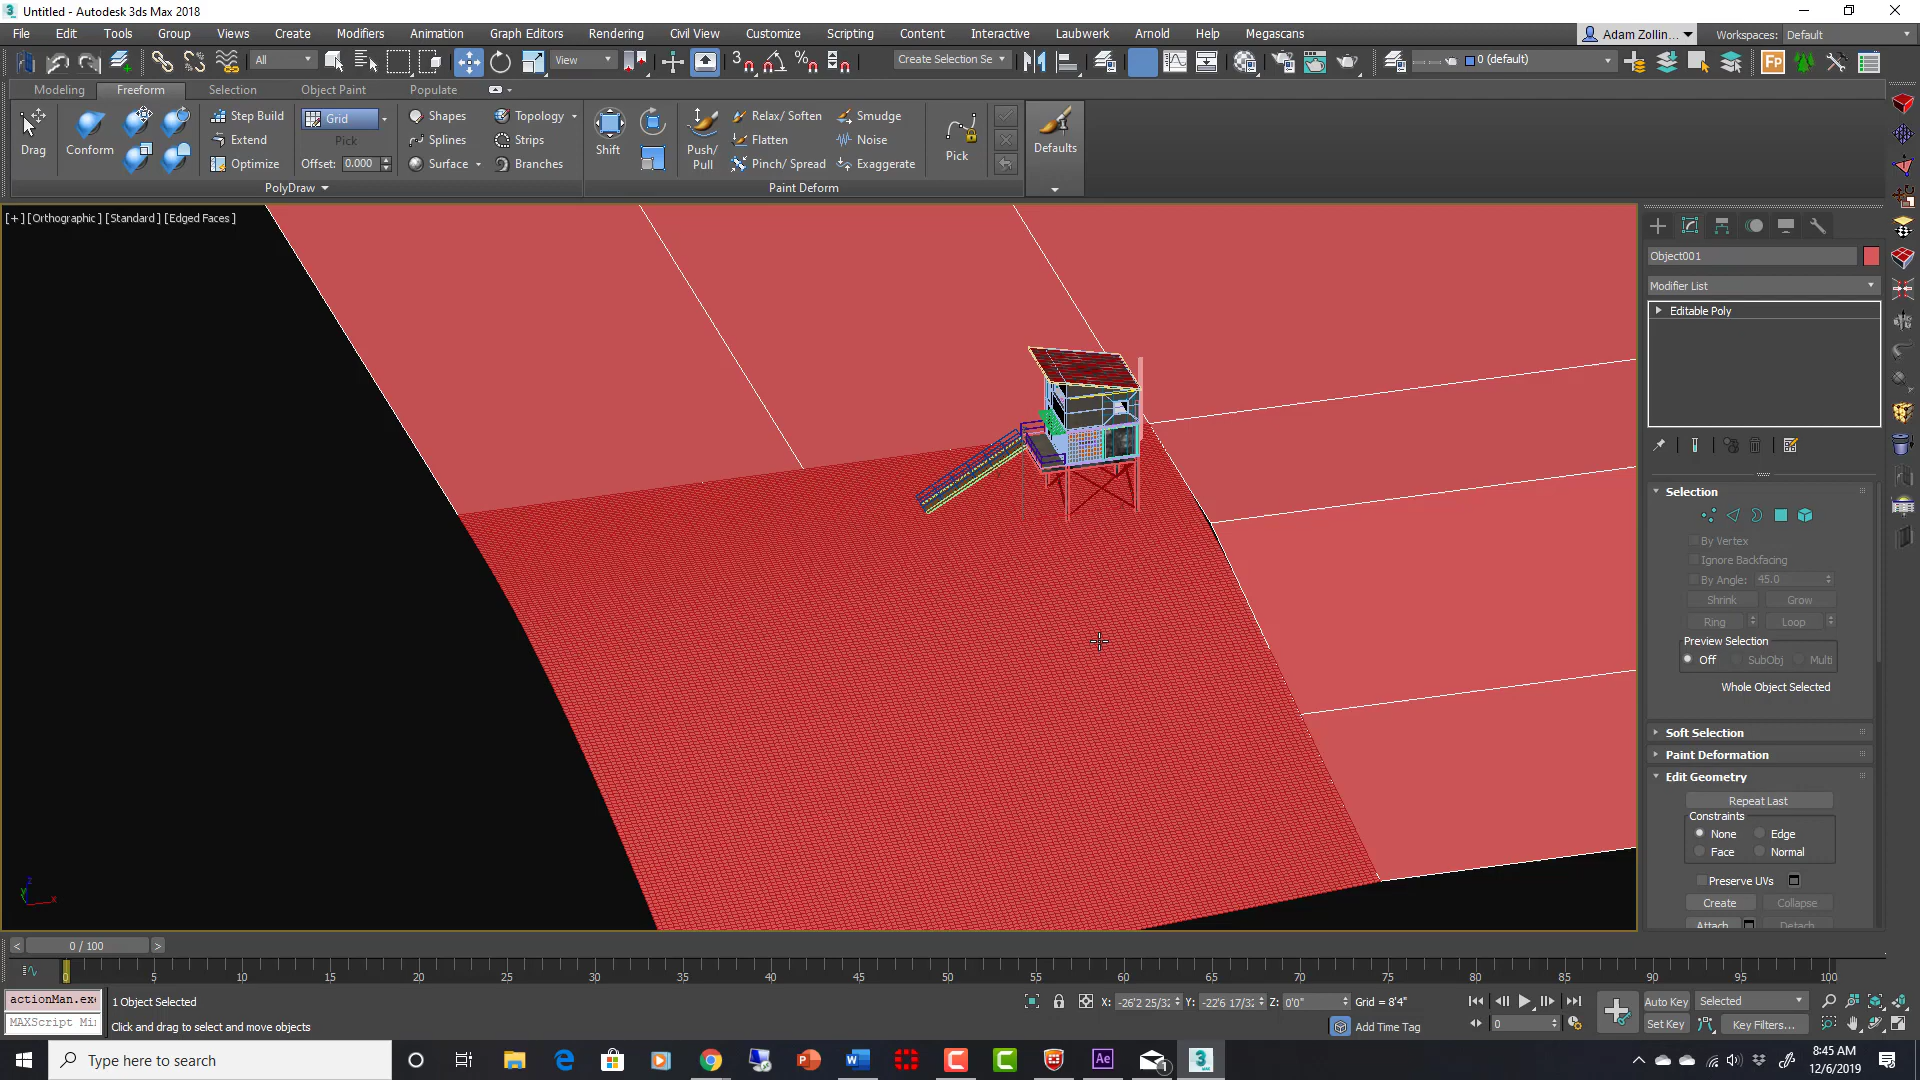 Untitled - Autodesk 3ds Max 2018
File Edit Tools Group Views Create Modifiers Animation Graph Editors Rendering Civil View Customize Scripting Content Interactive Laubwerk Arnold Help Megascans
Adam Zollin... Workspaces: Default
All View Create Selection Se 0 (default)
Modeling Freeform Selection Object Paint Populate
Drag Conform Step Build Extend Optimize Grid Pick Offset: 0.000 Shapes Splines Surface Topology Strips Branches Shift Push/ Pull Relax/ Soften Flatten Pinch/ Spread Smudge Noise Exaggerate Pick Defaults
PolyDraw Paint Deform
[+] [Orthographic ] [Standard ] [Edged Faces ]
Object001
Modifier List
Editable Poly
Selection
By Vertex
Ignore Backfacing
By Angle: 45.0
Shrink Grow
Ring Loop
Preview Selection
Off SubObj Multi
Whole Object Selected
Soft Selection
Paint Deformation
Edit Geometry
Repeat Last
Constraints
None Edge
Face Normal
Preserve UVs
Create Collapse
Attach Detach
z
y
x
< 0 / 100 >
0 5 10 15 20 25 30 35 40 45 50 55 60 65 70 75 80 85 90 95 100
actionMan.exe 1 Object Selected X: -26'2 25/32 Y: -22'6 17/32 Z: 0'0" Grid = 8'4" Auto Key Selected
MAXScript Mi Click and drag to select and move objects Add Time Tag 0 Set Key Key Filters...
Type here to search
8:45 AM
12/6/2019